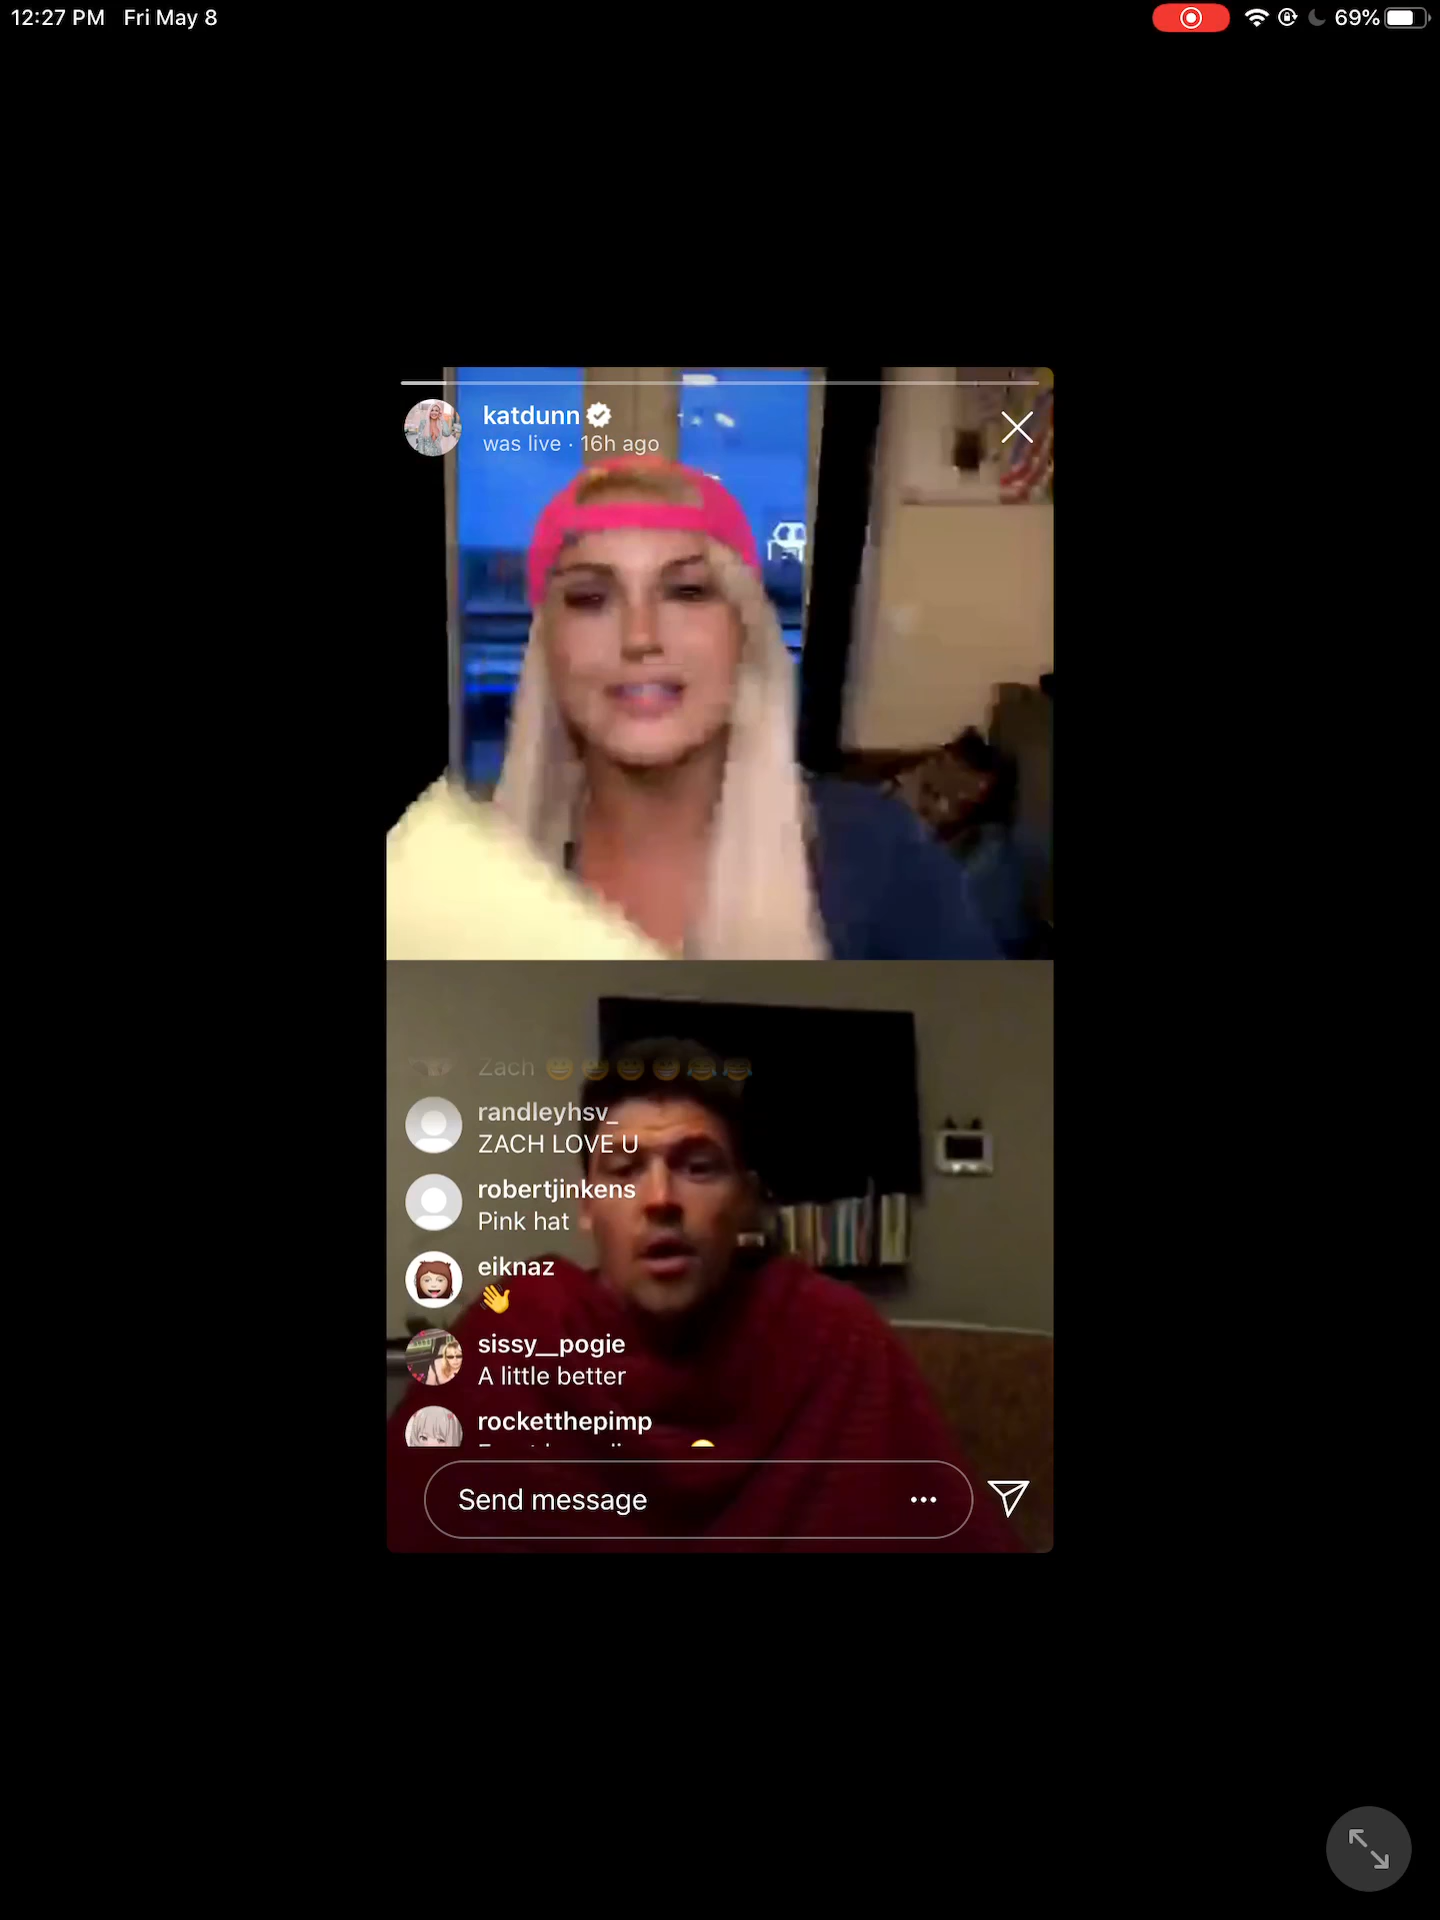 12:27 PM Fri May 8
69%
katdunn
was live · 16h ago
Zach 😀😀😀😀😂😂
randleyhsv_
ZACH LOVE U
robertjinkens
Pink hat
eiknaz
👋
sissy__pogie
A little better
rocketthepimp
Send message